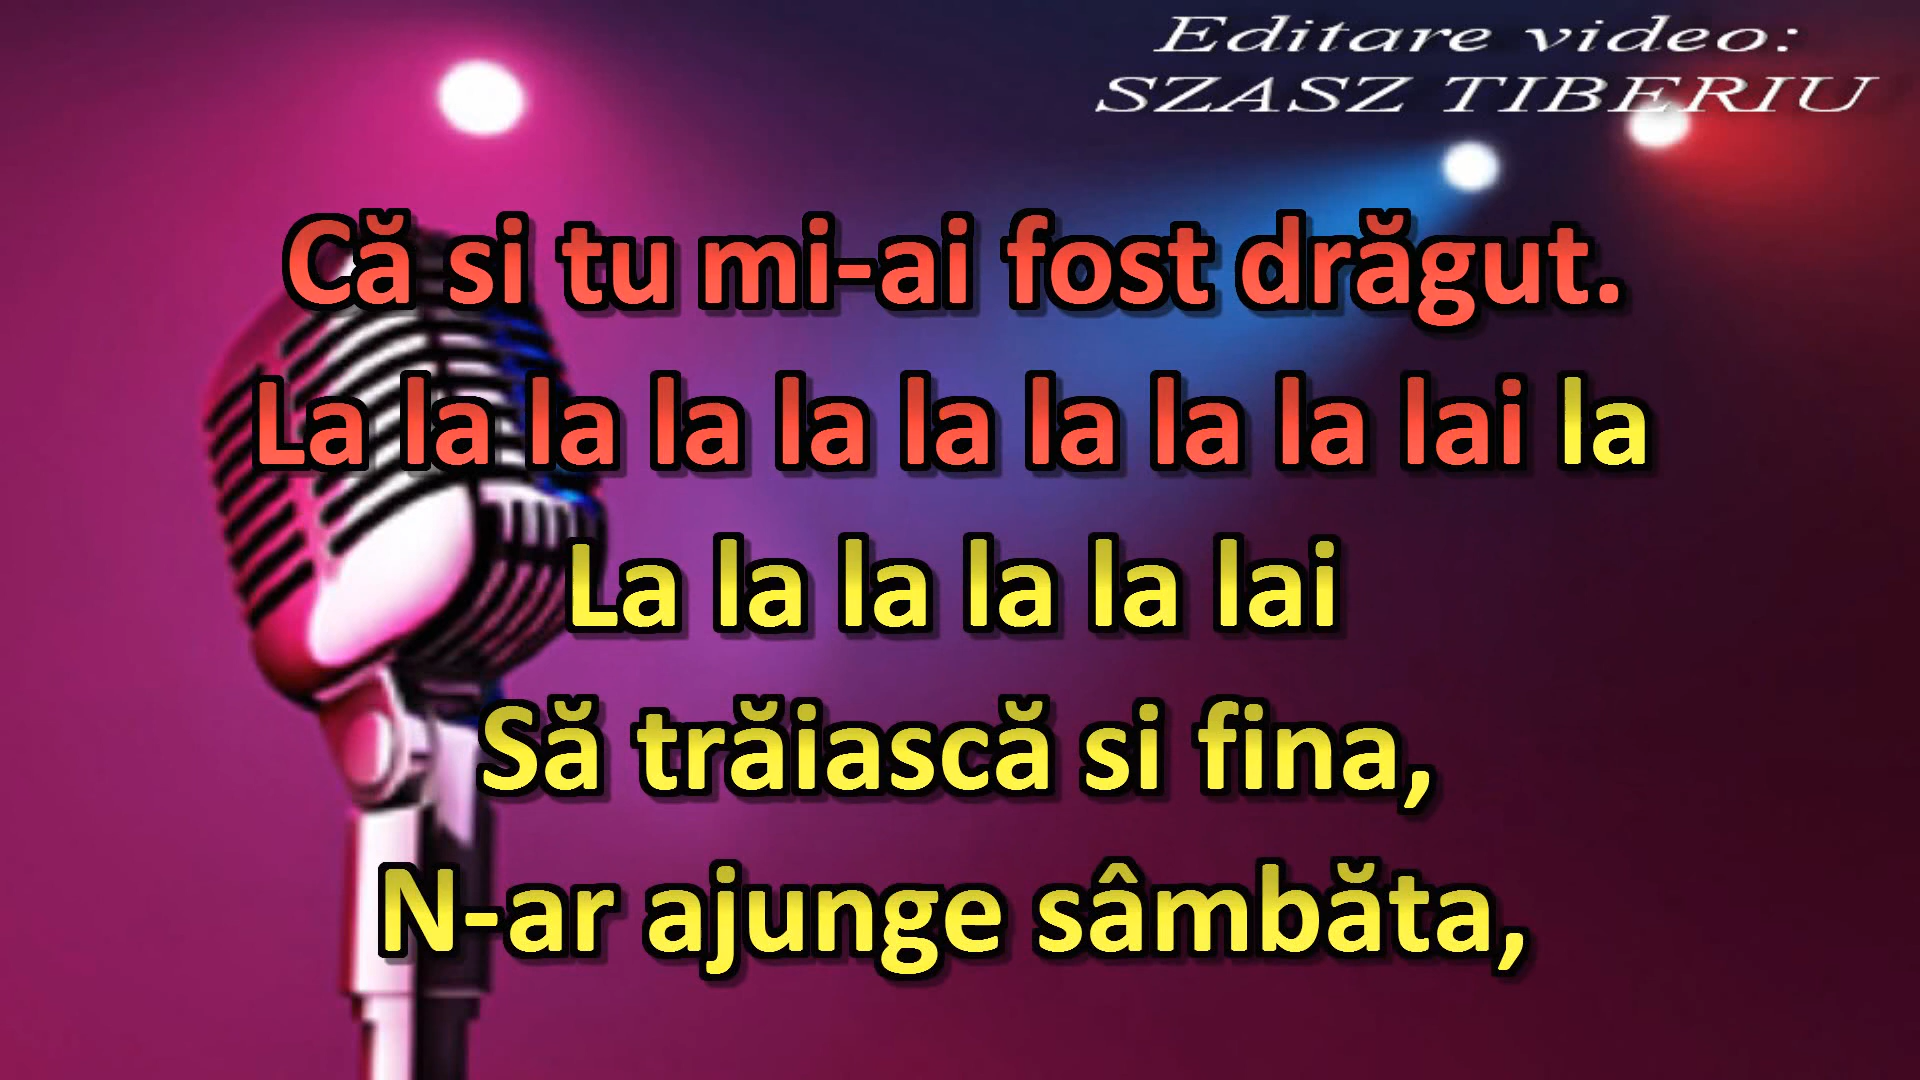 Editare video:
SZASZ TIBERIU
Că si tu mi-ai fost drăgut.
La la la la la la la la la lai la
La la la la la lai
Să trăiască si fina,
N-ar ajunge sâmbăta,